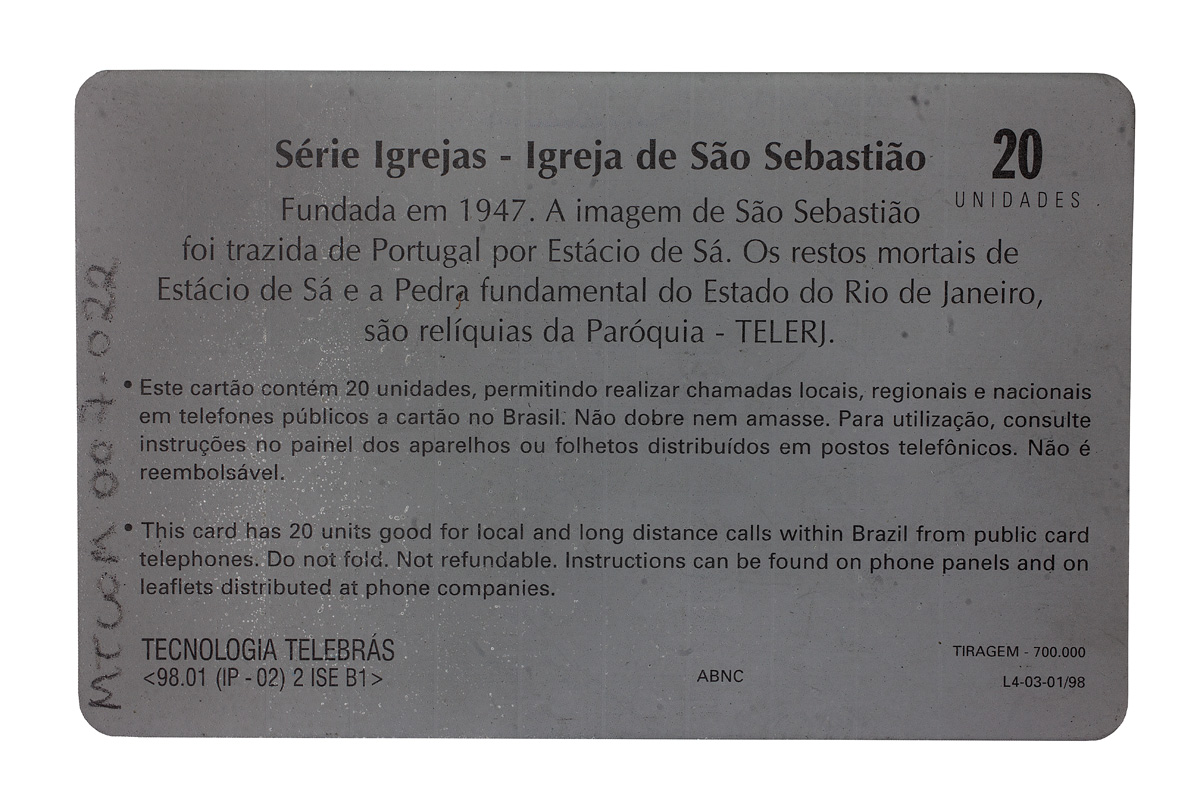 Série Igrejas - Igreja de São Sebastião
20
UNIDADES
Fundada em 1947. A imagem de São Sebastião
foi trazida de Portugal por Estácio de Sá. Os restos mortais de
Estácio de Sá e a Pedra fundamental do Estado do Rio de Janeiro,
são relíquias da Paróquia - TELERJ.
• Este cartão contém 20 unidades, permitindo realizar chamadas locais, regionais e nacionais
em telefones públicos a cartão no Brasil. Não dobre nem amasse. Para utilização, consulte
instruções no painel dos aparelhos ou folhetos distribuídos em postos telefônicos. Não é
reembolsável.
• This card has 20 units good for local and long distance calls within Brazil from public card
telephones. Do not fold. Not refundable. Instructions can be found on phone panels and on
leaflets distributed at phone companies.
TECNOLOGIA TELEBRÁS
<98.01 (IP - 02) 2 ISE B1>
ABNC
TIRAGEM - 700.000
L4-03-01/98
MTCOM 007.022